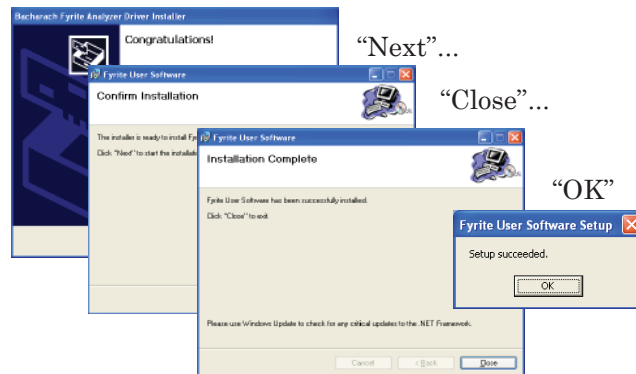 Bacharach Fyrite Analyzer Driver Installer
Congratulations!
"Next"...
Fyrite User Software
Confirm Installation
"Close"...
The installer is ready to install Fy
Click "Next" to start the installati
Fyrite User Software
Installation Complete
Fyrite User Software has been successfully installed.
Click "Close" to exit.
Please use Windows Update to check for any critical updates to the .NET Framework.
Cancel
< Back
Close
"OK"
Fyrite User Software Setup
Setup succeeded.
OK